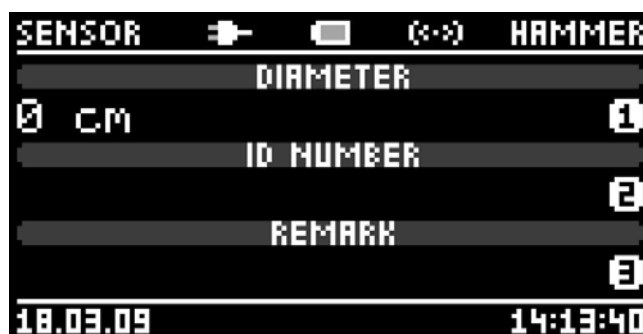 SENSOR HAMMER
DIAMETER
0 cm 1
ID NUMBER
2
REMARK
3
18.03.09 14:13:40